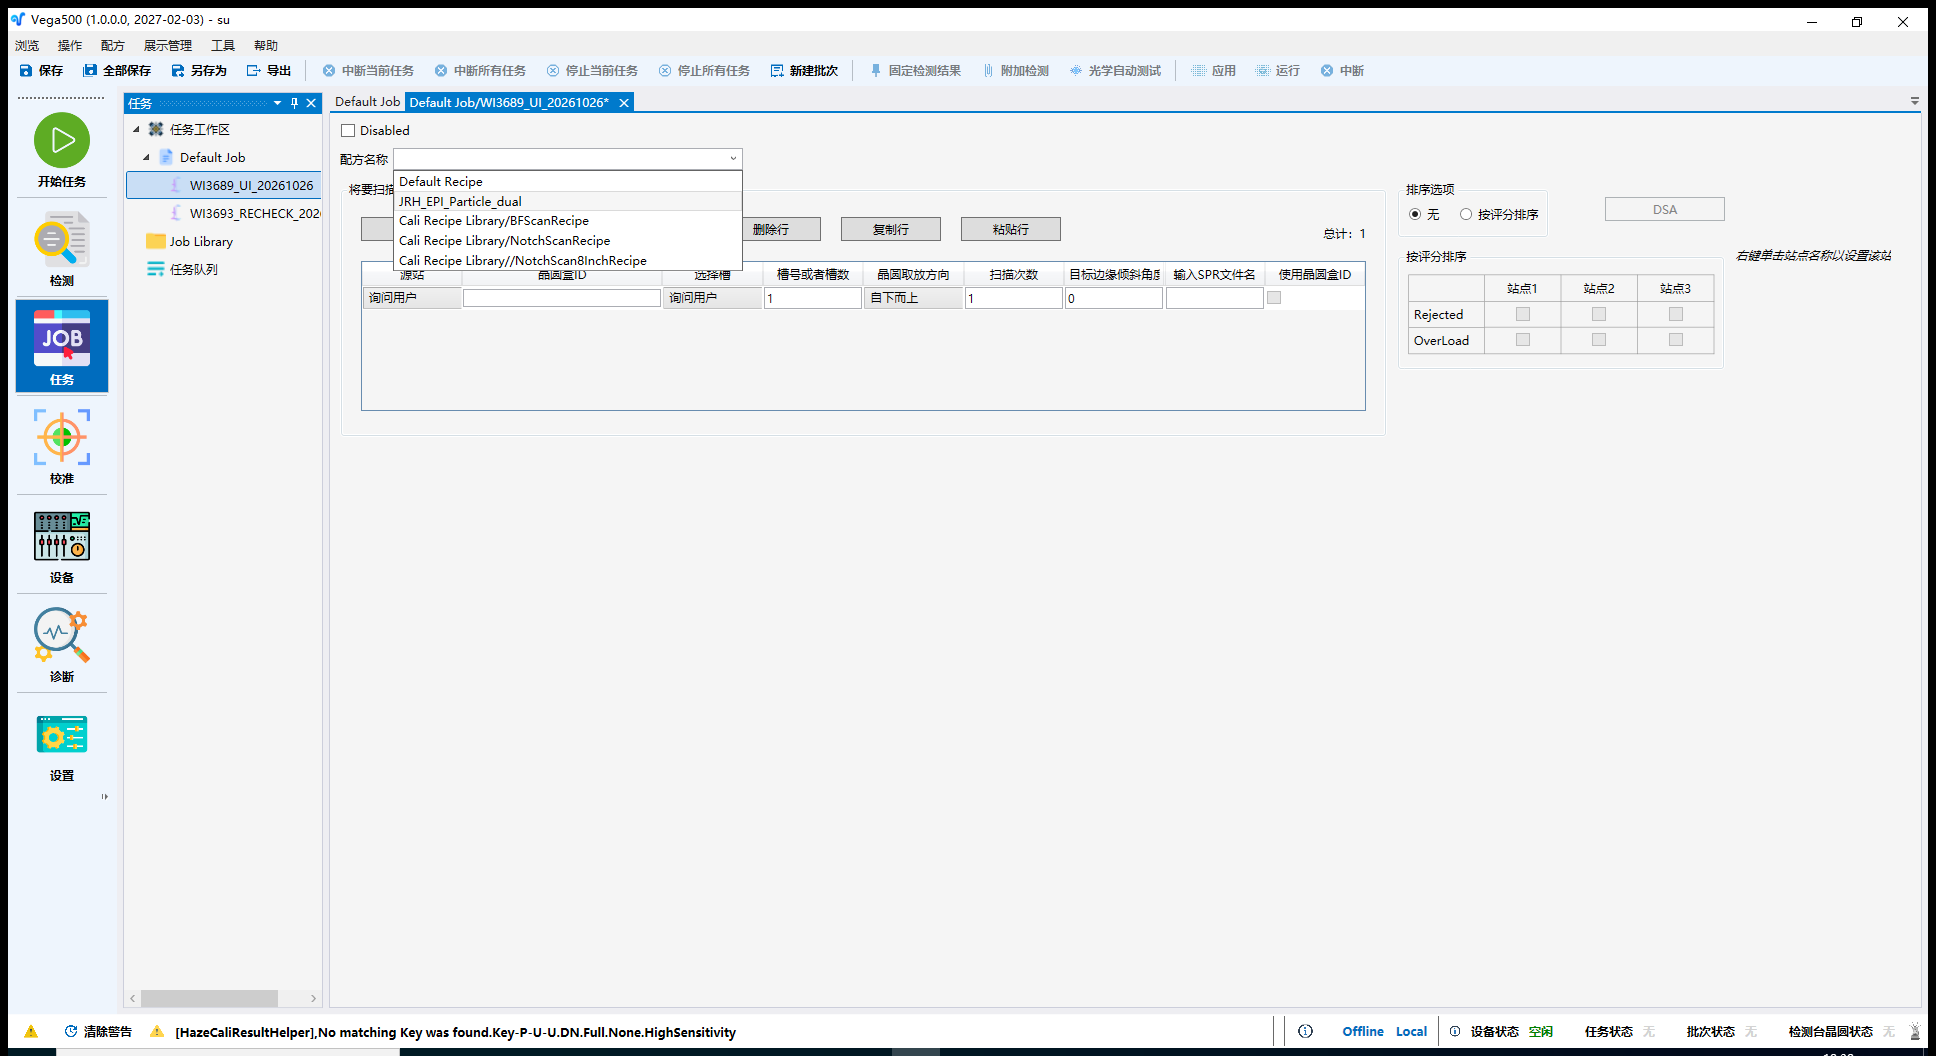 Vega500 (1.0.0.0, 2027-02-03) - su
浏览 操作 配方 展示管理 工具 帮助
保存 全部保存 另存为 导出 中断当前任务 中断所有任务 停止当前任务 停止所有任务 新建批次 固定检测结果 附加检测 光学自动测试 应用 运行 中断
开始任务
检测
JOB
任务
校准
设备
诊断
设置
任务
任务工作区
Default Job
WI3689_UI_20261026
WI3693_RECHECK_202
Job Library
任务队列
Default Job Default Job/WI3689_UI_20261026*
Disabled
配方名称
Default Recipe
JRH_EPI_Particle_dual
Cali Recipe Library/BFScanRecipe
Cali Recipe Library/NotchScanRecipe
Cali Recipe Library//NotchScan8InchRecipe
将要扫描
删除行 复制行 粘贴行 总计：1
源站 晶圆盒ID 选择槽 槽号或者槽数 晶圆取放方向 扫描次数 目标边缘倾斜角度 输入SPR文件名 使用晶圆盒ID
询问用户 询问用户 1 自下而上 1 0
排序选项
无 按评分排序
DSA
按评分排序
右键单击站点名称以设置该站
站点1 站点2 站点3
Rejected
OverLoad
清除警告 [HazeCaliResultHelper],No matching Key was found.Key-P-U-U.DN.Full.None.HighSensitivity
Offline Local 设备状态 空闲 任务状态 无 批次状态 无 检测台晶圆状态 无